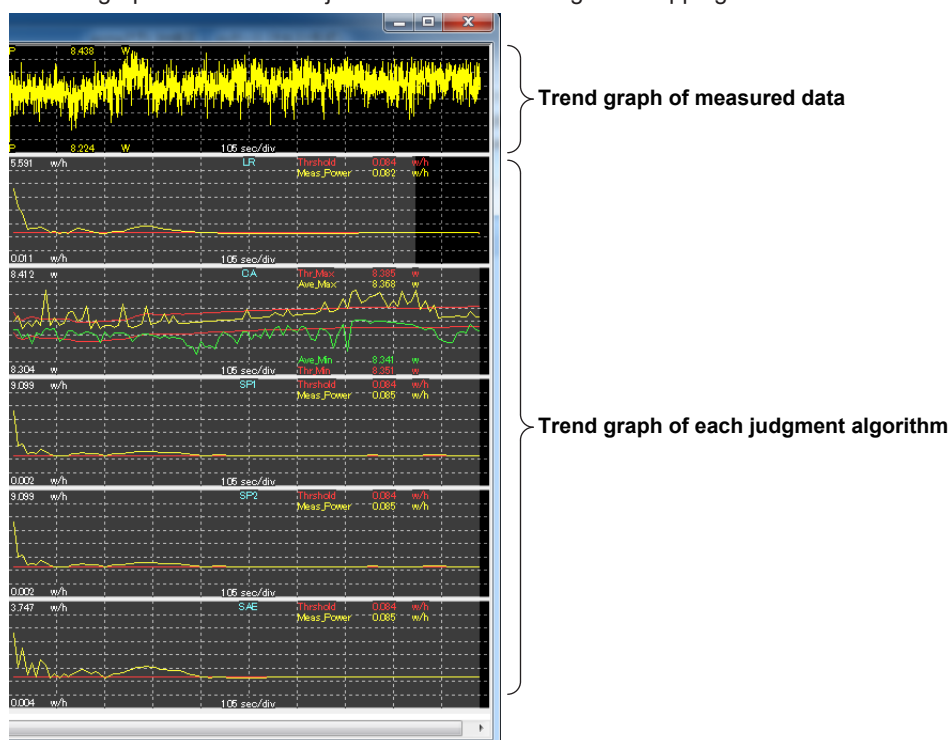 P 8.438 W
P 8.224 W 105 sec/div
Trend graph of measured data
5.591 w/h LR Thrshold 0.084 w/h
Meas_Power 0.082 w/h
0.011 w/h 105 sec/div
8.412 w CA Thr_Max 8.385 w
Ave_Max 8.368 w
Ave_Min 8.341 w
8.304 w 105 sec/div Thr_Min 8.351 w
9.099 w/h SP1 Thrshold 0.084 w/h
Meas_Power 0.085 w/h
Trend graph of each judgment algorithm
0.002 w/h 105 sec/div
9.099 w/h SP2 Thrshold 0.084 w/h
Meas_Power 0.085 w/h
0.002 w/h 105 sec/div
3.747 w/h SAE Thrshold 0.084 w/h
Meas_Power 0.085 w/h
0.004 w/h 105 sec/div